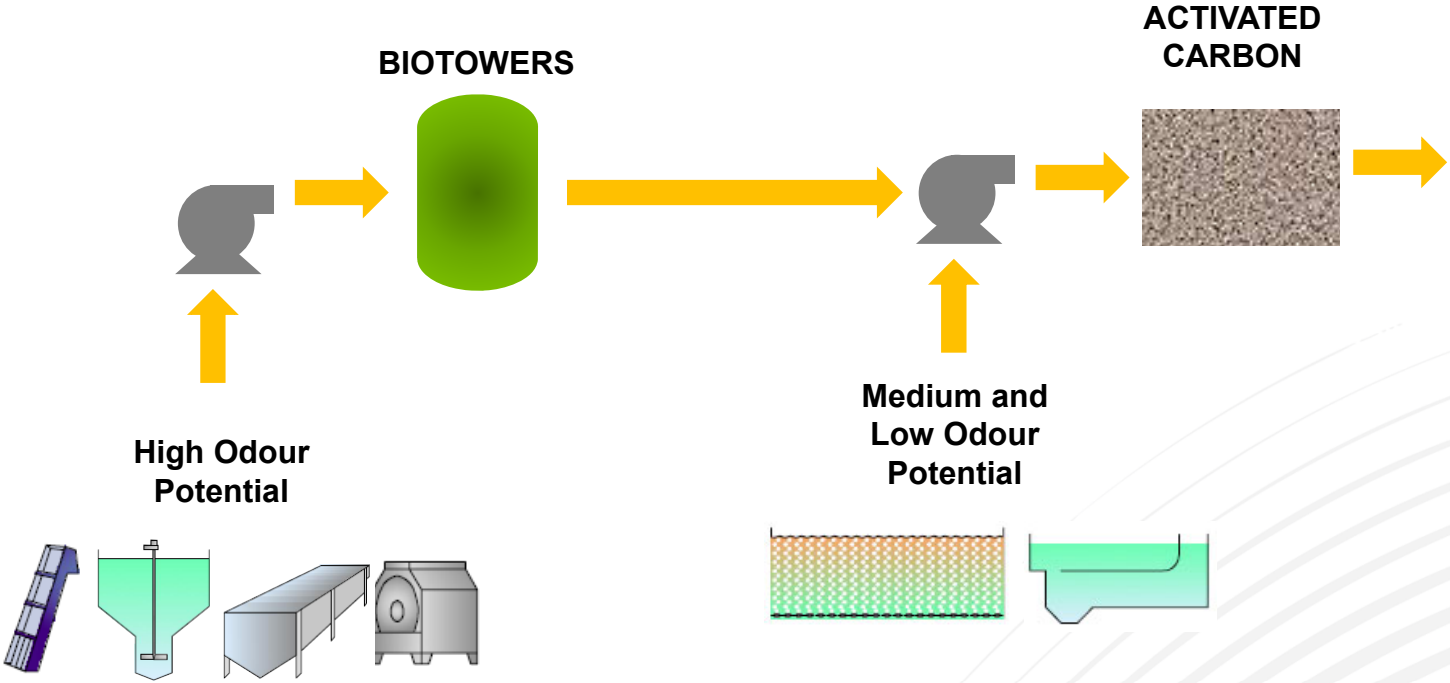 ACTIVATED
CARBON
BIOTOWERS
High Odour
Potential
Medium and
Low Odour
Potential